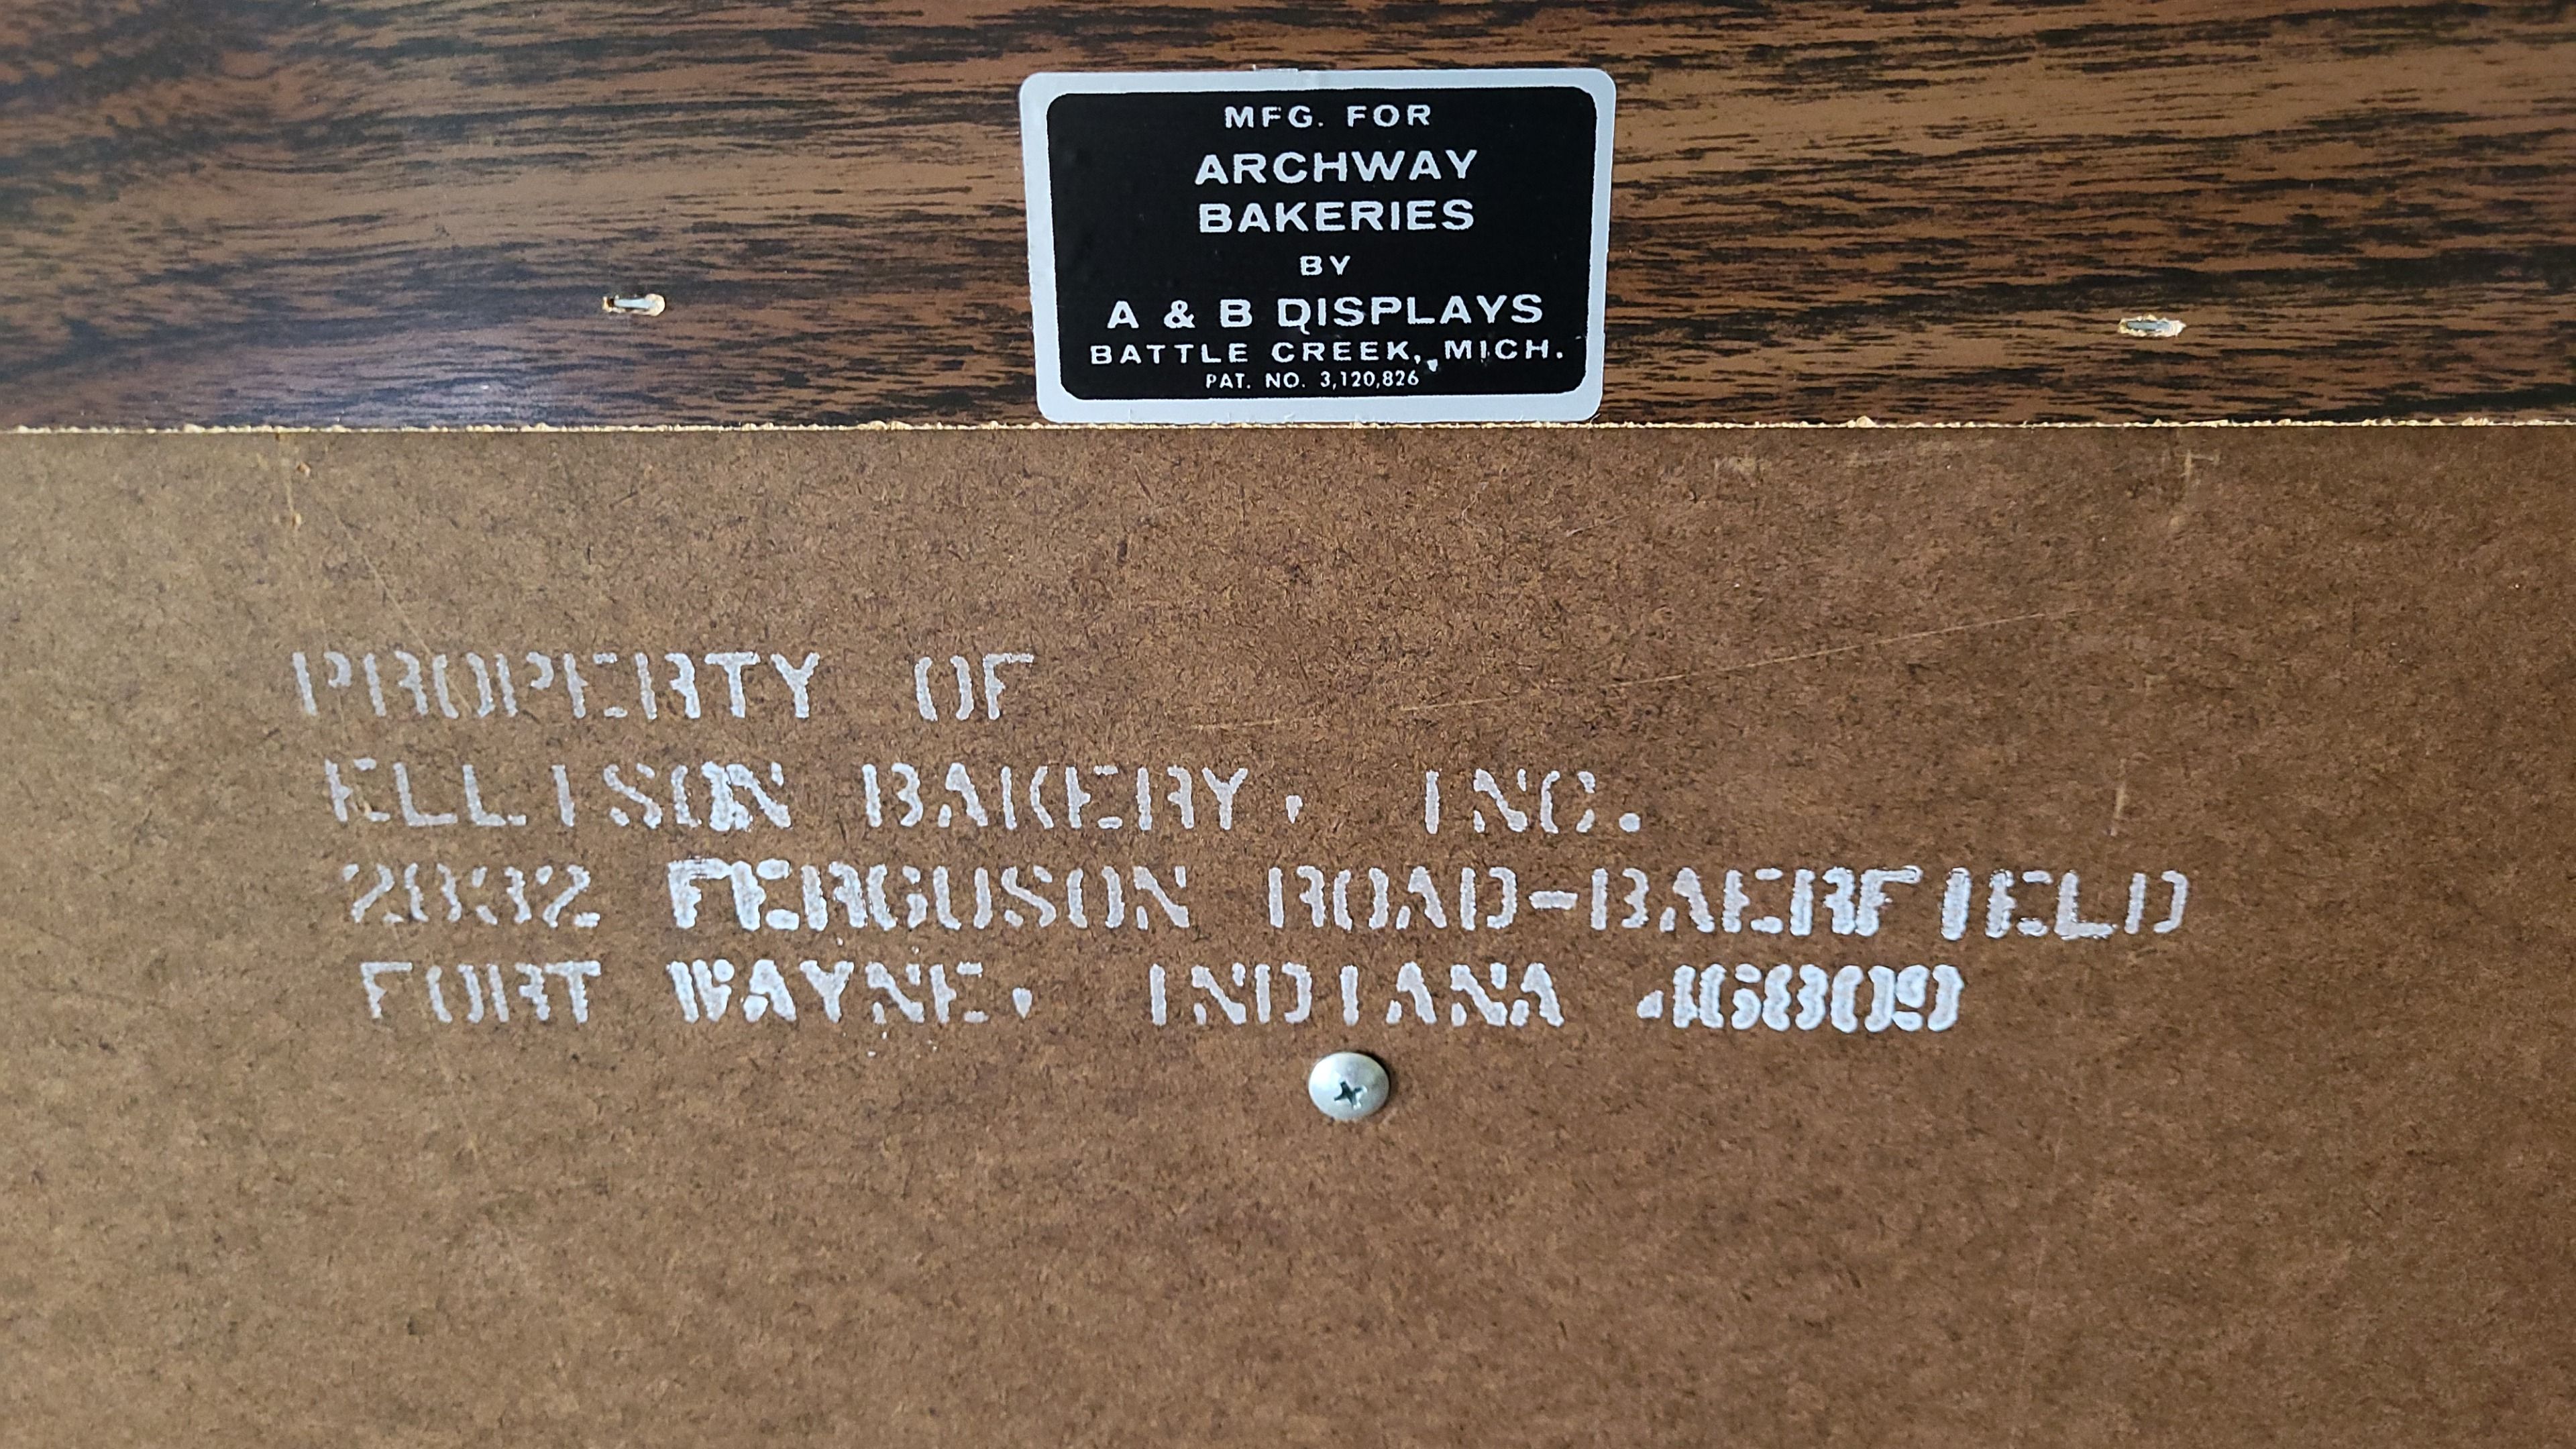 MFG. FOR
ARCHWAY
BAKERIES
BY
A & B DISPLAYS
BATTLE CREEK, MICH.
PAT. NO. 3,120,826
PROPERTY OF
ELLISON BAKERY, INC.
2832 FERGUSON ROAD-BAERFIELD
FORT WAYNE, INDIANA 46809